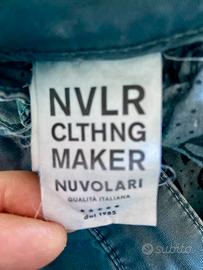 NVLR
CLTHNG
MAKER
NUVOLARI
QUALITÀ ITALIANA
dal 1985
subito